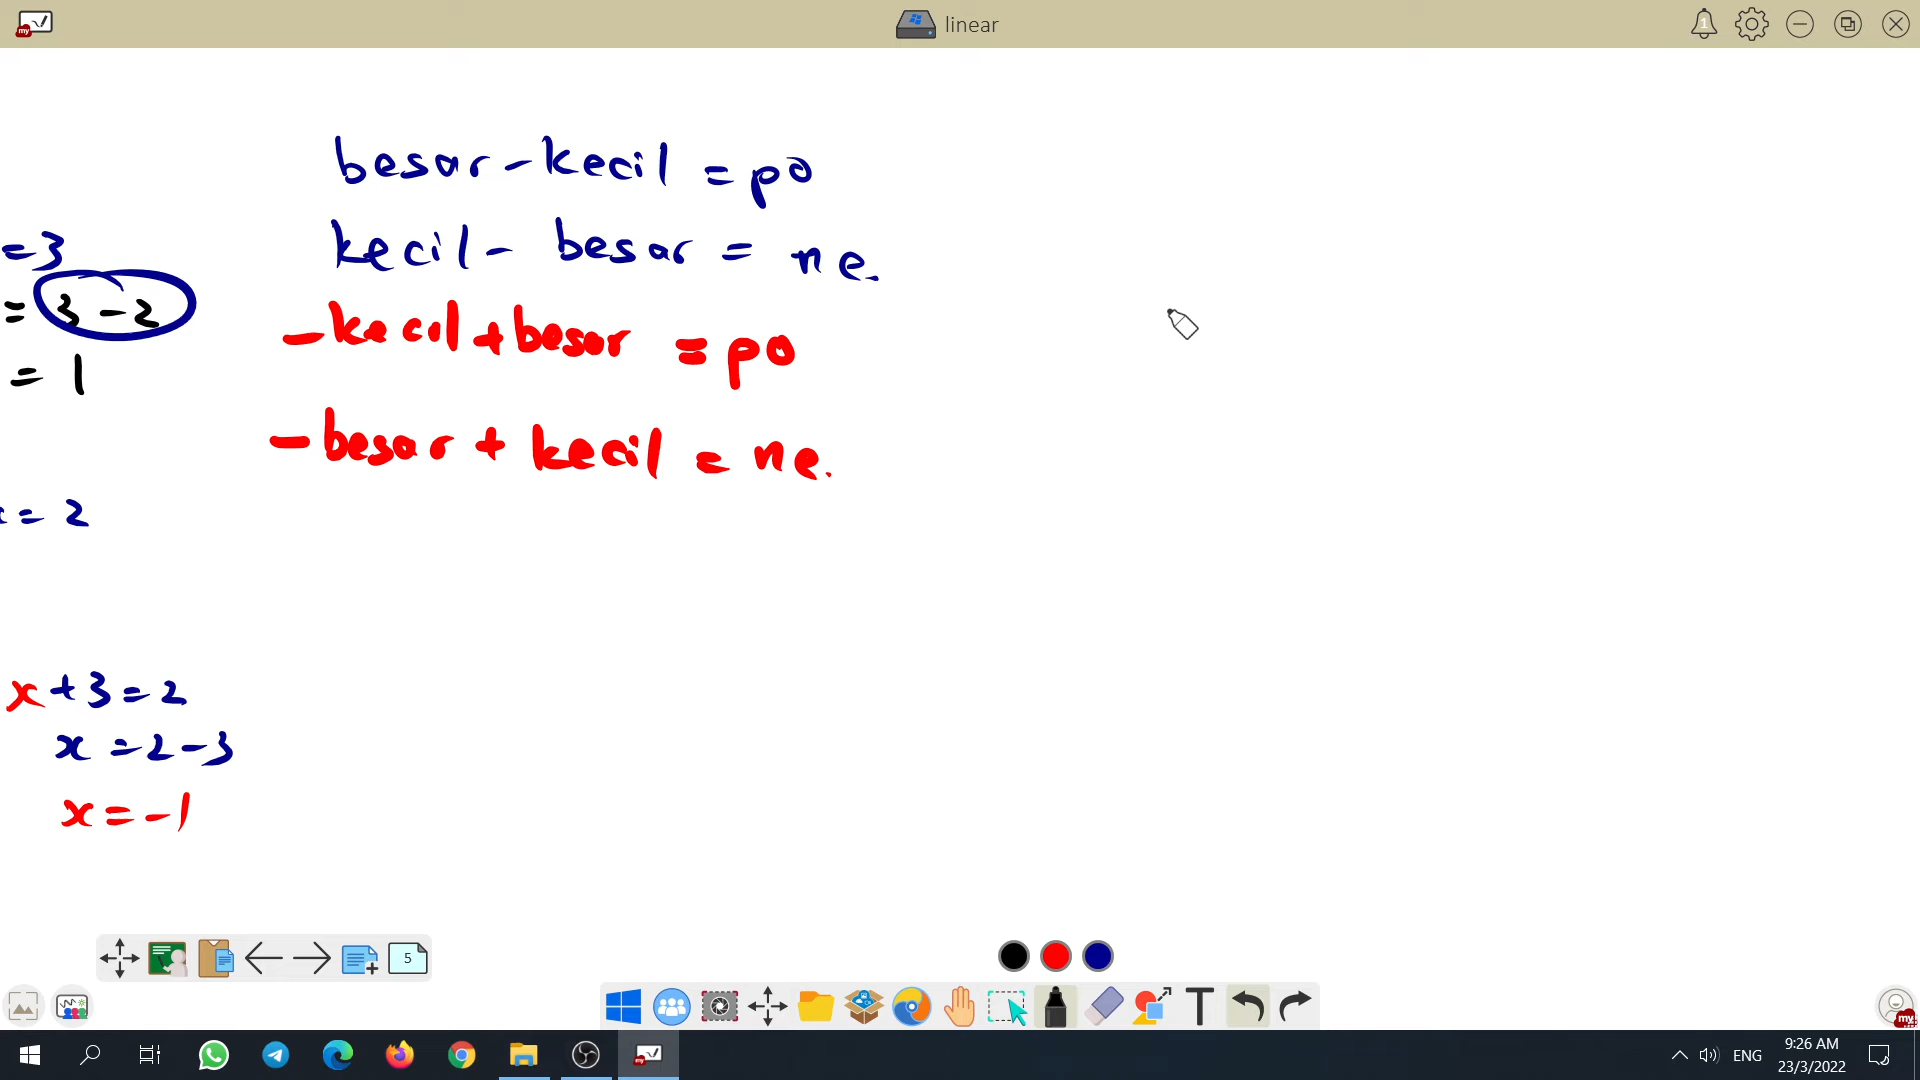 linear
besar - kecil = po
kecil - besar = ne.
- kecil + besar = po
- besar + kecil = ne.
= 3
= 3 - 2
= 1
= 2
x + 3 = 2
x = 2 - 3
x = -1
5
ENG
9:26 AM
23/3/2022